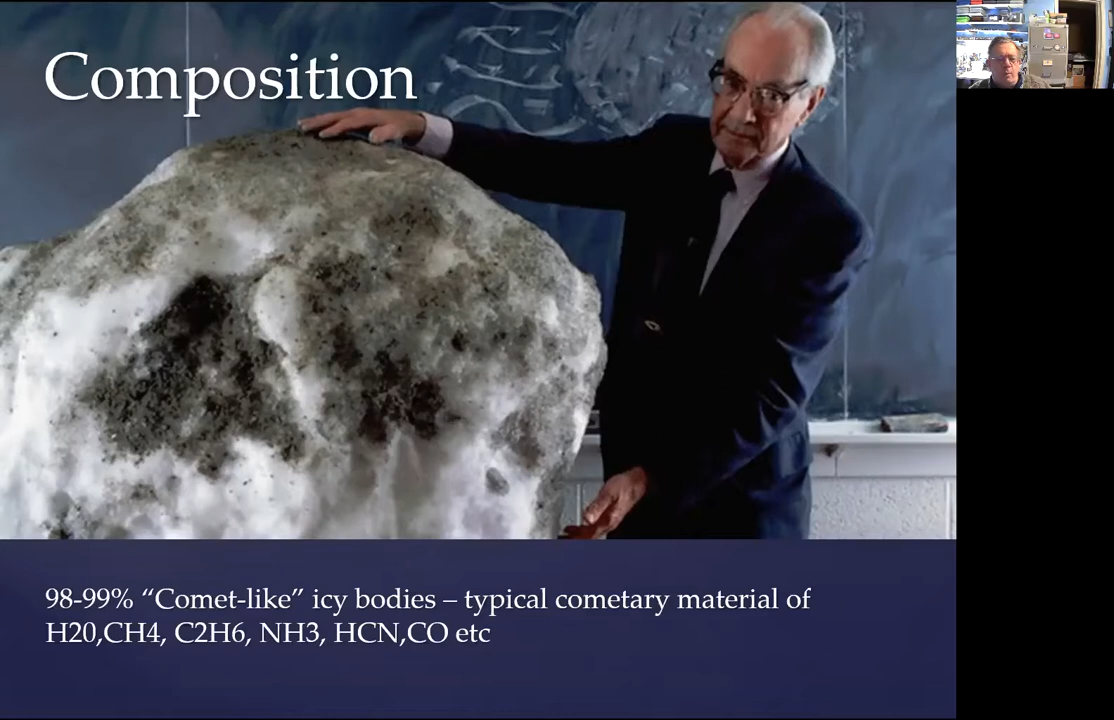 Composition
98-99% “Comet-like” icy bodies – typical cometary material of
H20,CH4, C2H6, NH3, HCN,CO etc